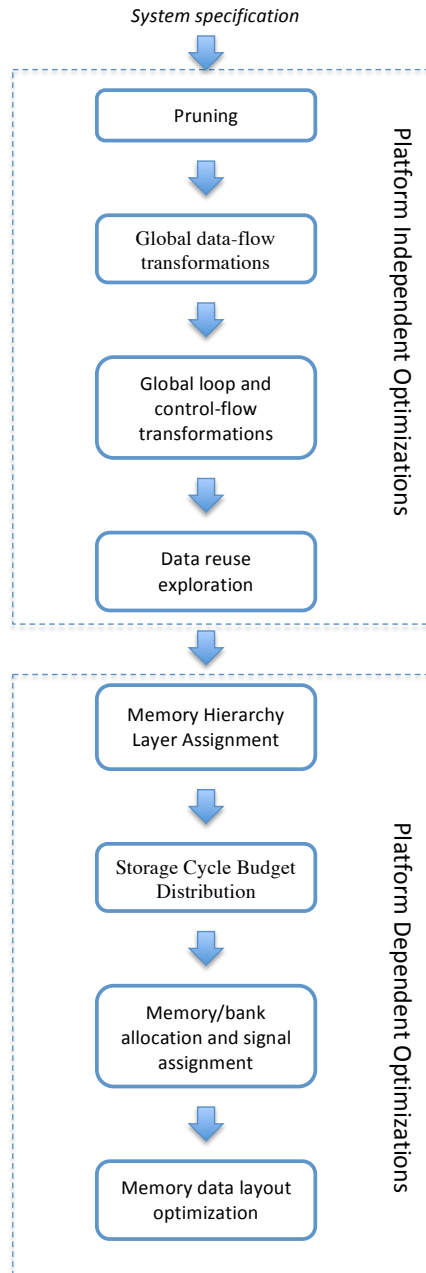 System specification
Pruning
Global data-flow
transformations
Global loop and
control-flow
transformations
Data reuse
exploration
Platform Independent Optimizations
Memory Hierarchy
Layer Assignment
Storage Cycle Budget
Distribution
Memory/bank
allocation and signal
assignment
Memory data layout
optimization
Platform Dependent Optimizations